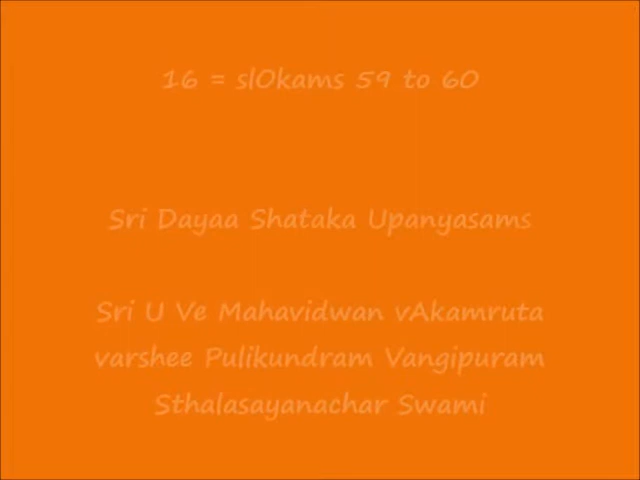 16 = slOkams 59 to 60
Sri Dayaa Shataka Upanyasams
Sri U Ve Mahavidwan vAkamruta
varshee Pulikundram Vangipuram
Sthalasayanachar Swami